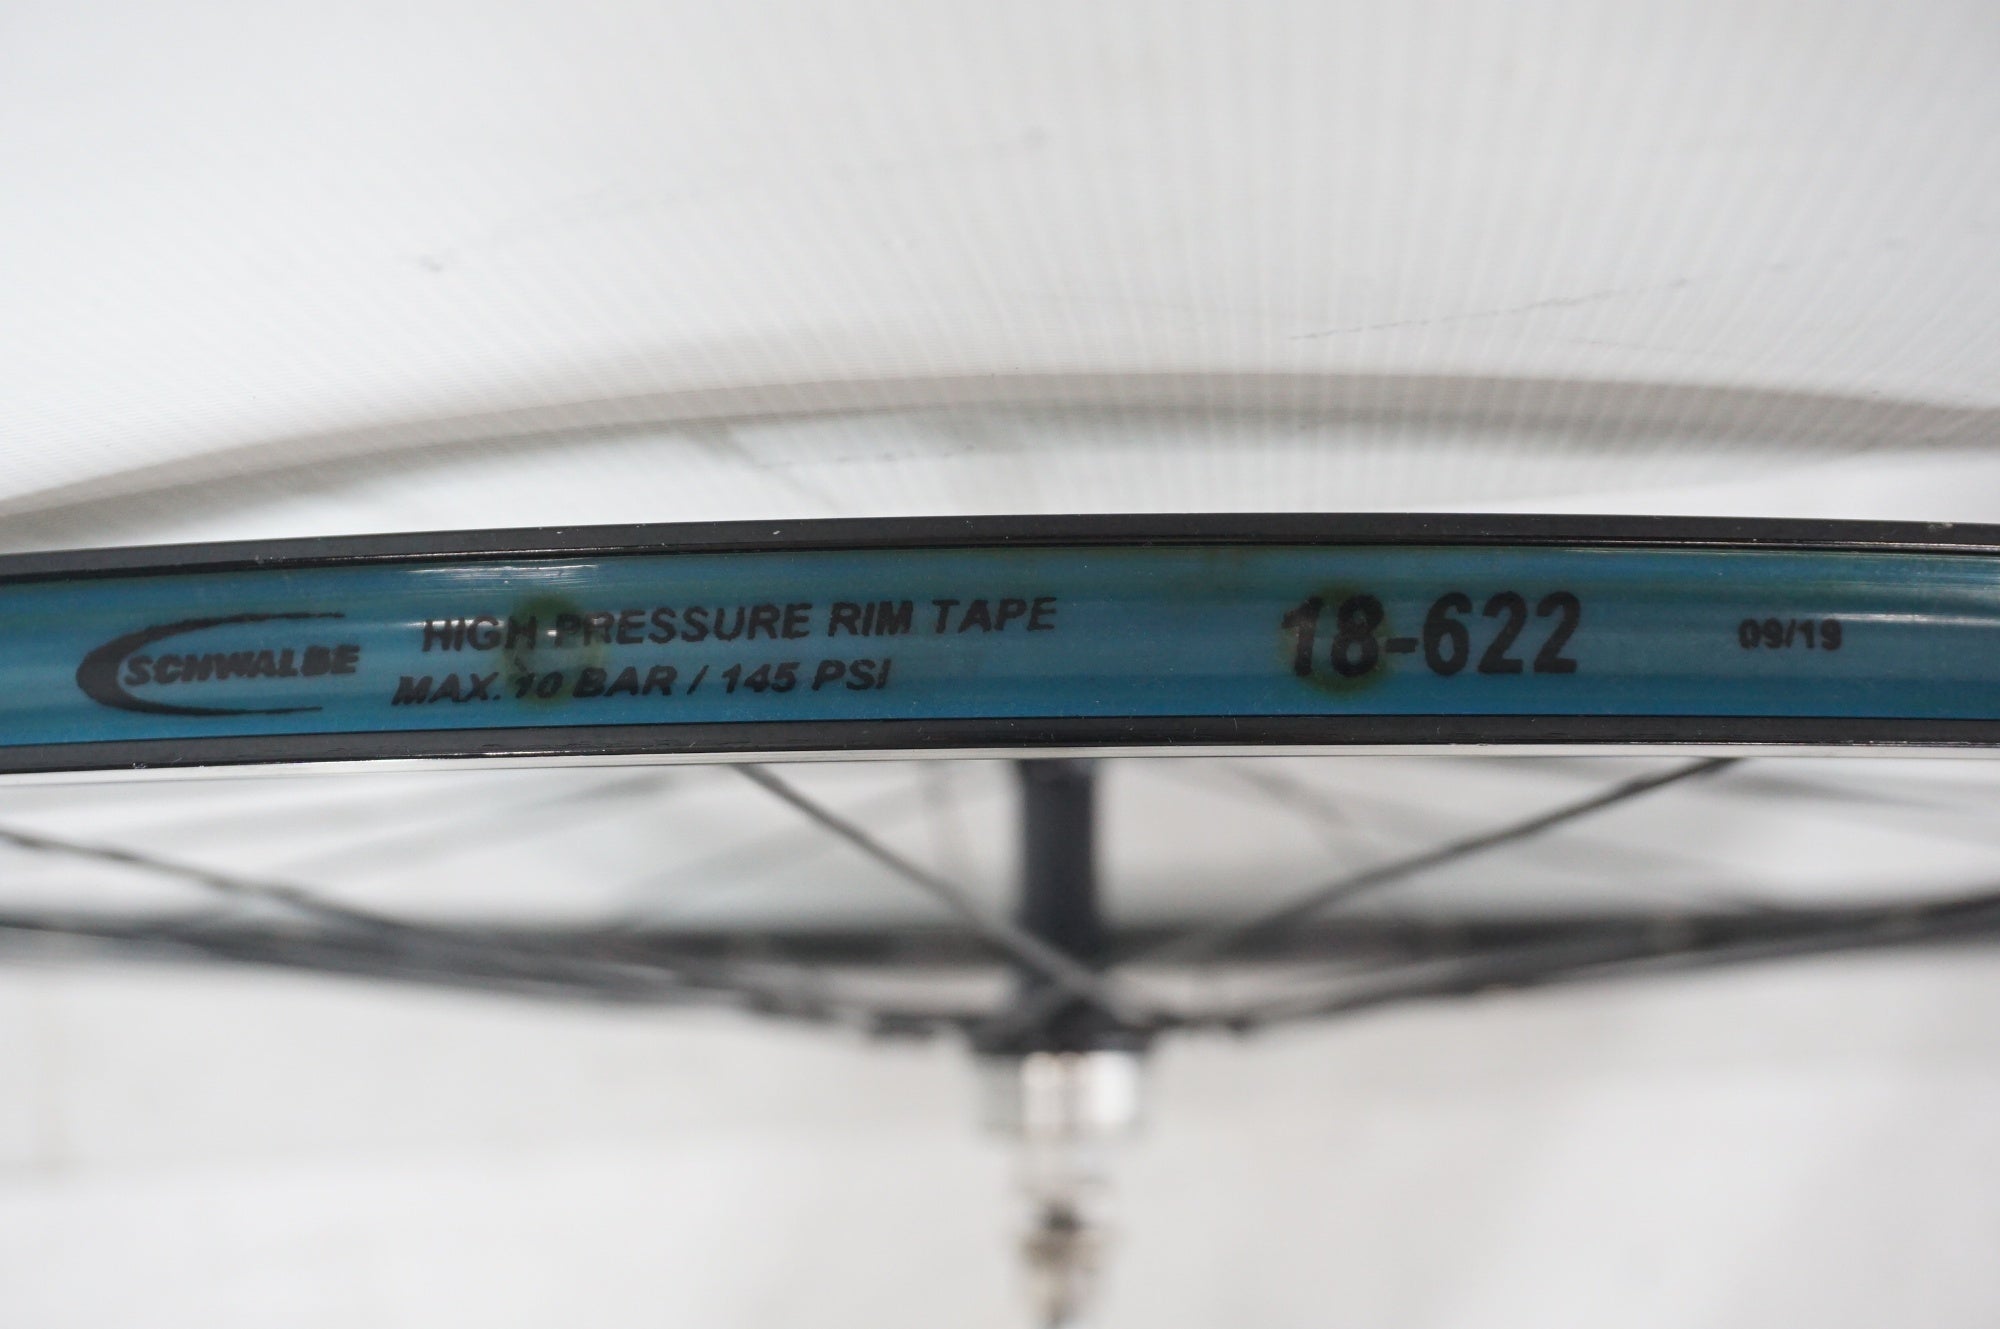 SCHWALBE
HIGH PRESSURE RIM TAPE
MAX. 10 BAR / 145 PSI
18-622
09/19